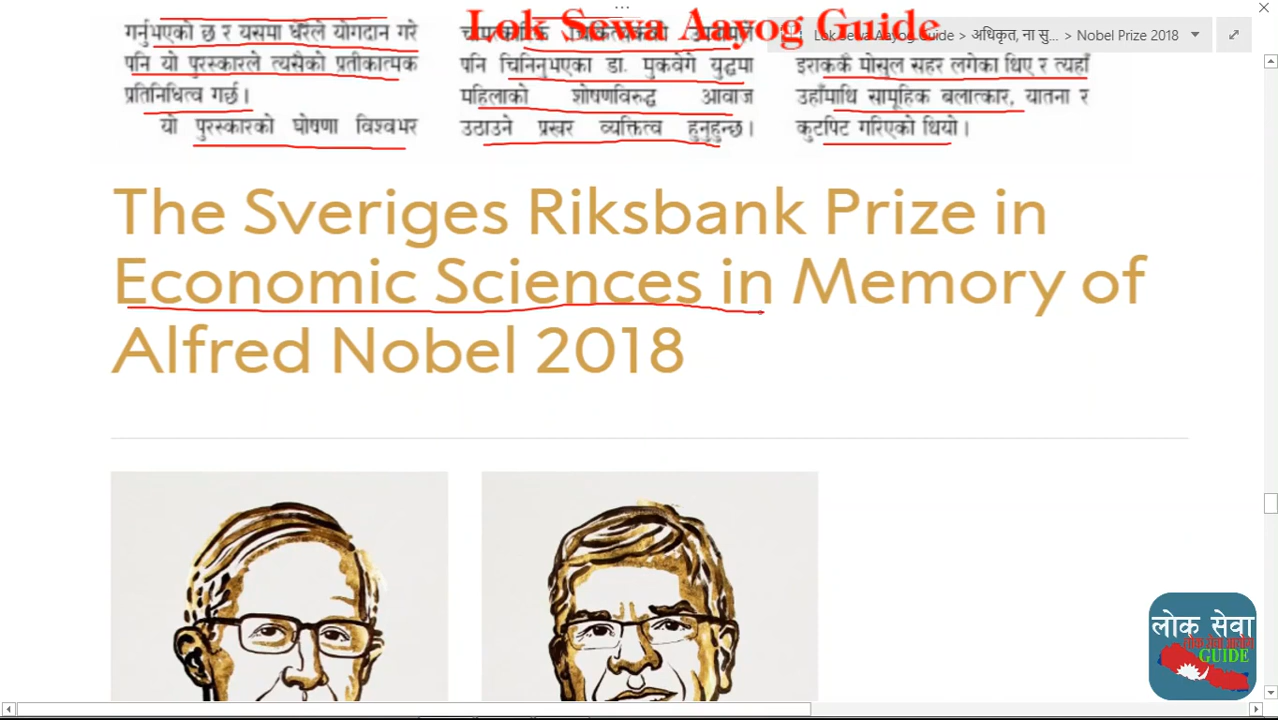 Lok Sewa Aayog Guide
Lok Sewa Aayog Guide > अधिकृत, ना सु... > Nobel Prize 2018
गर्नुभएको छ र यसमा धेरैले योगदान गरे
पनि यो पुरस्कारले त्यसैको प्रतीकात्मक
प्रतिनिधित्व गर्छ।
यो पुरस्कारको घोषणा विश्वभर
पनि चिनिनुभएका डा. मुकवेगे युद्धमा
महिलाको शोषणविरुद्ध आवाज
उठाउने प्रखर व्यक्तित्व हुनुहुन्छ।
इराककै मोसुल सहर लगेका थिए र त्यहाँ
उहाँमाथि सामूहिक बलात्कार, यातना र
कुटपिट गरिएको थियो।
The Sveriges Riksbank Prize in
Economic Sciences in Memory of
Alfred Nobel 2018
लोक सेवा
लोक सेवा आयोग
GUIDE